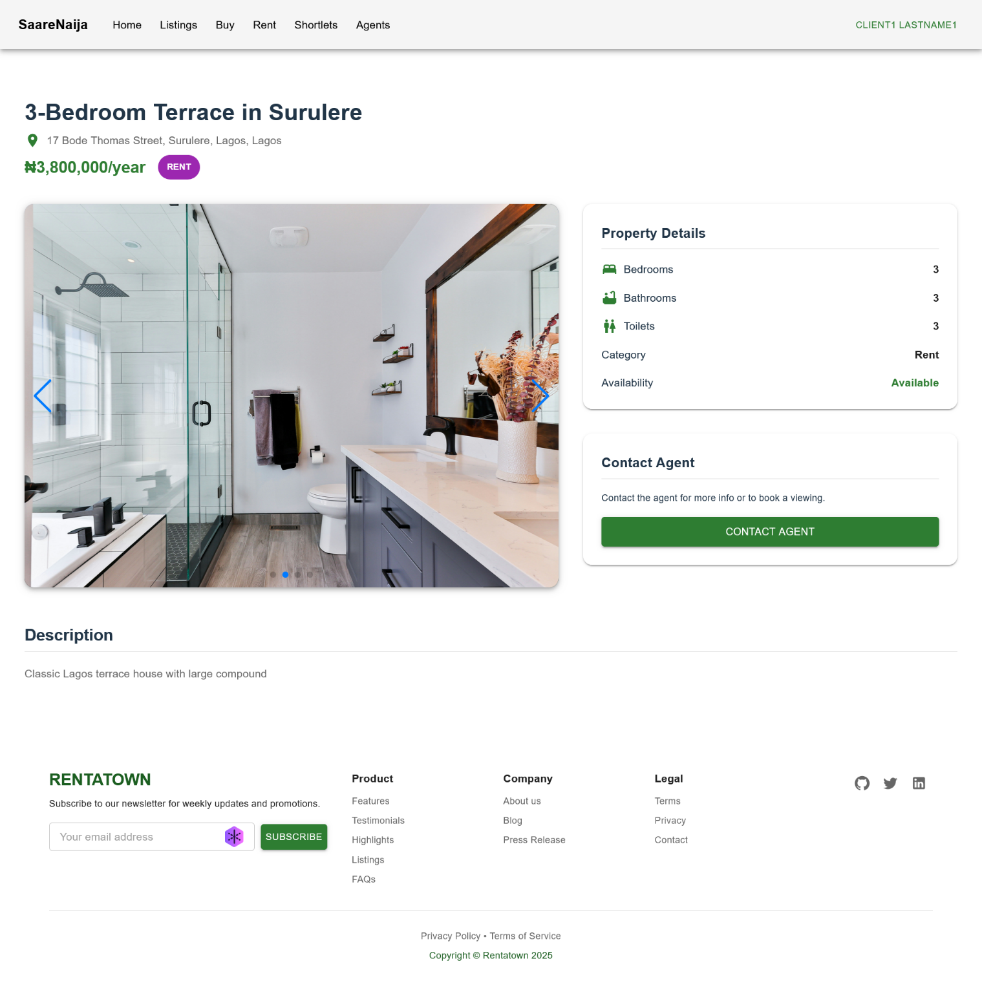 SaareNaija Home Listings Buy Rent Shortlets Agents CLIENT1 LASTNAME1
3-Bedroom Terrace in Surulere
17 Bode Thomas Street, Surulere, Lagos, Lagos
₦3,800,000/year RENT
Property Details
Bedrooms 3
Bathrooms 3
Toilets 3
Category Rent
Availability Available
Contact Agent
Contact the agent for more info or to book a viewing.
CONTACT AGENT
Description
Classic Lagos terrace house with large compound
RENTATOWN
Subscribe to our newsletter for weekly updates and promotions.
Your email address SUBSCRIBE
Product
Features
Testimonials
Highlights
Listings
FAQs
Company
About us
Blog
Press Release
Legal
Terms
Privacy
Contact
Privacy Policy • Terms of Service
Copyright © Rentatown 2025